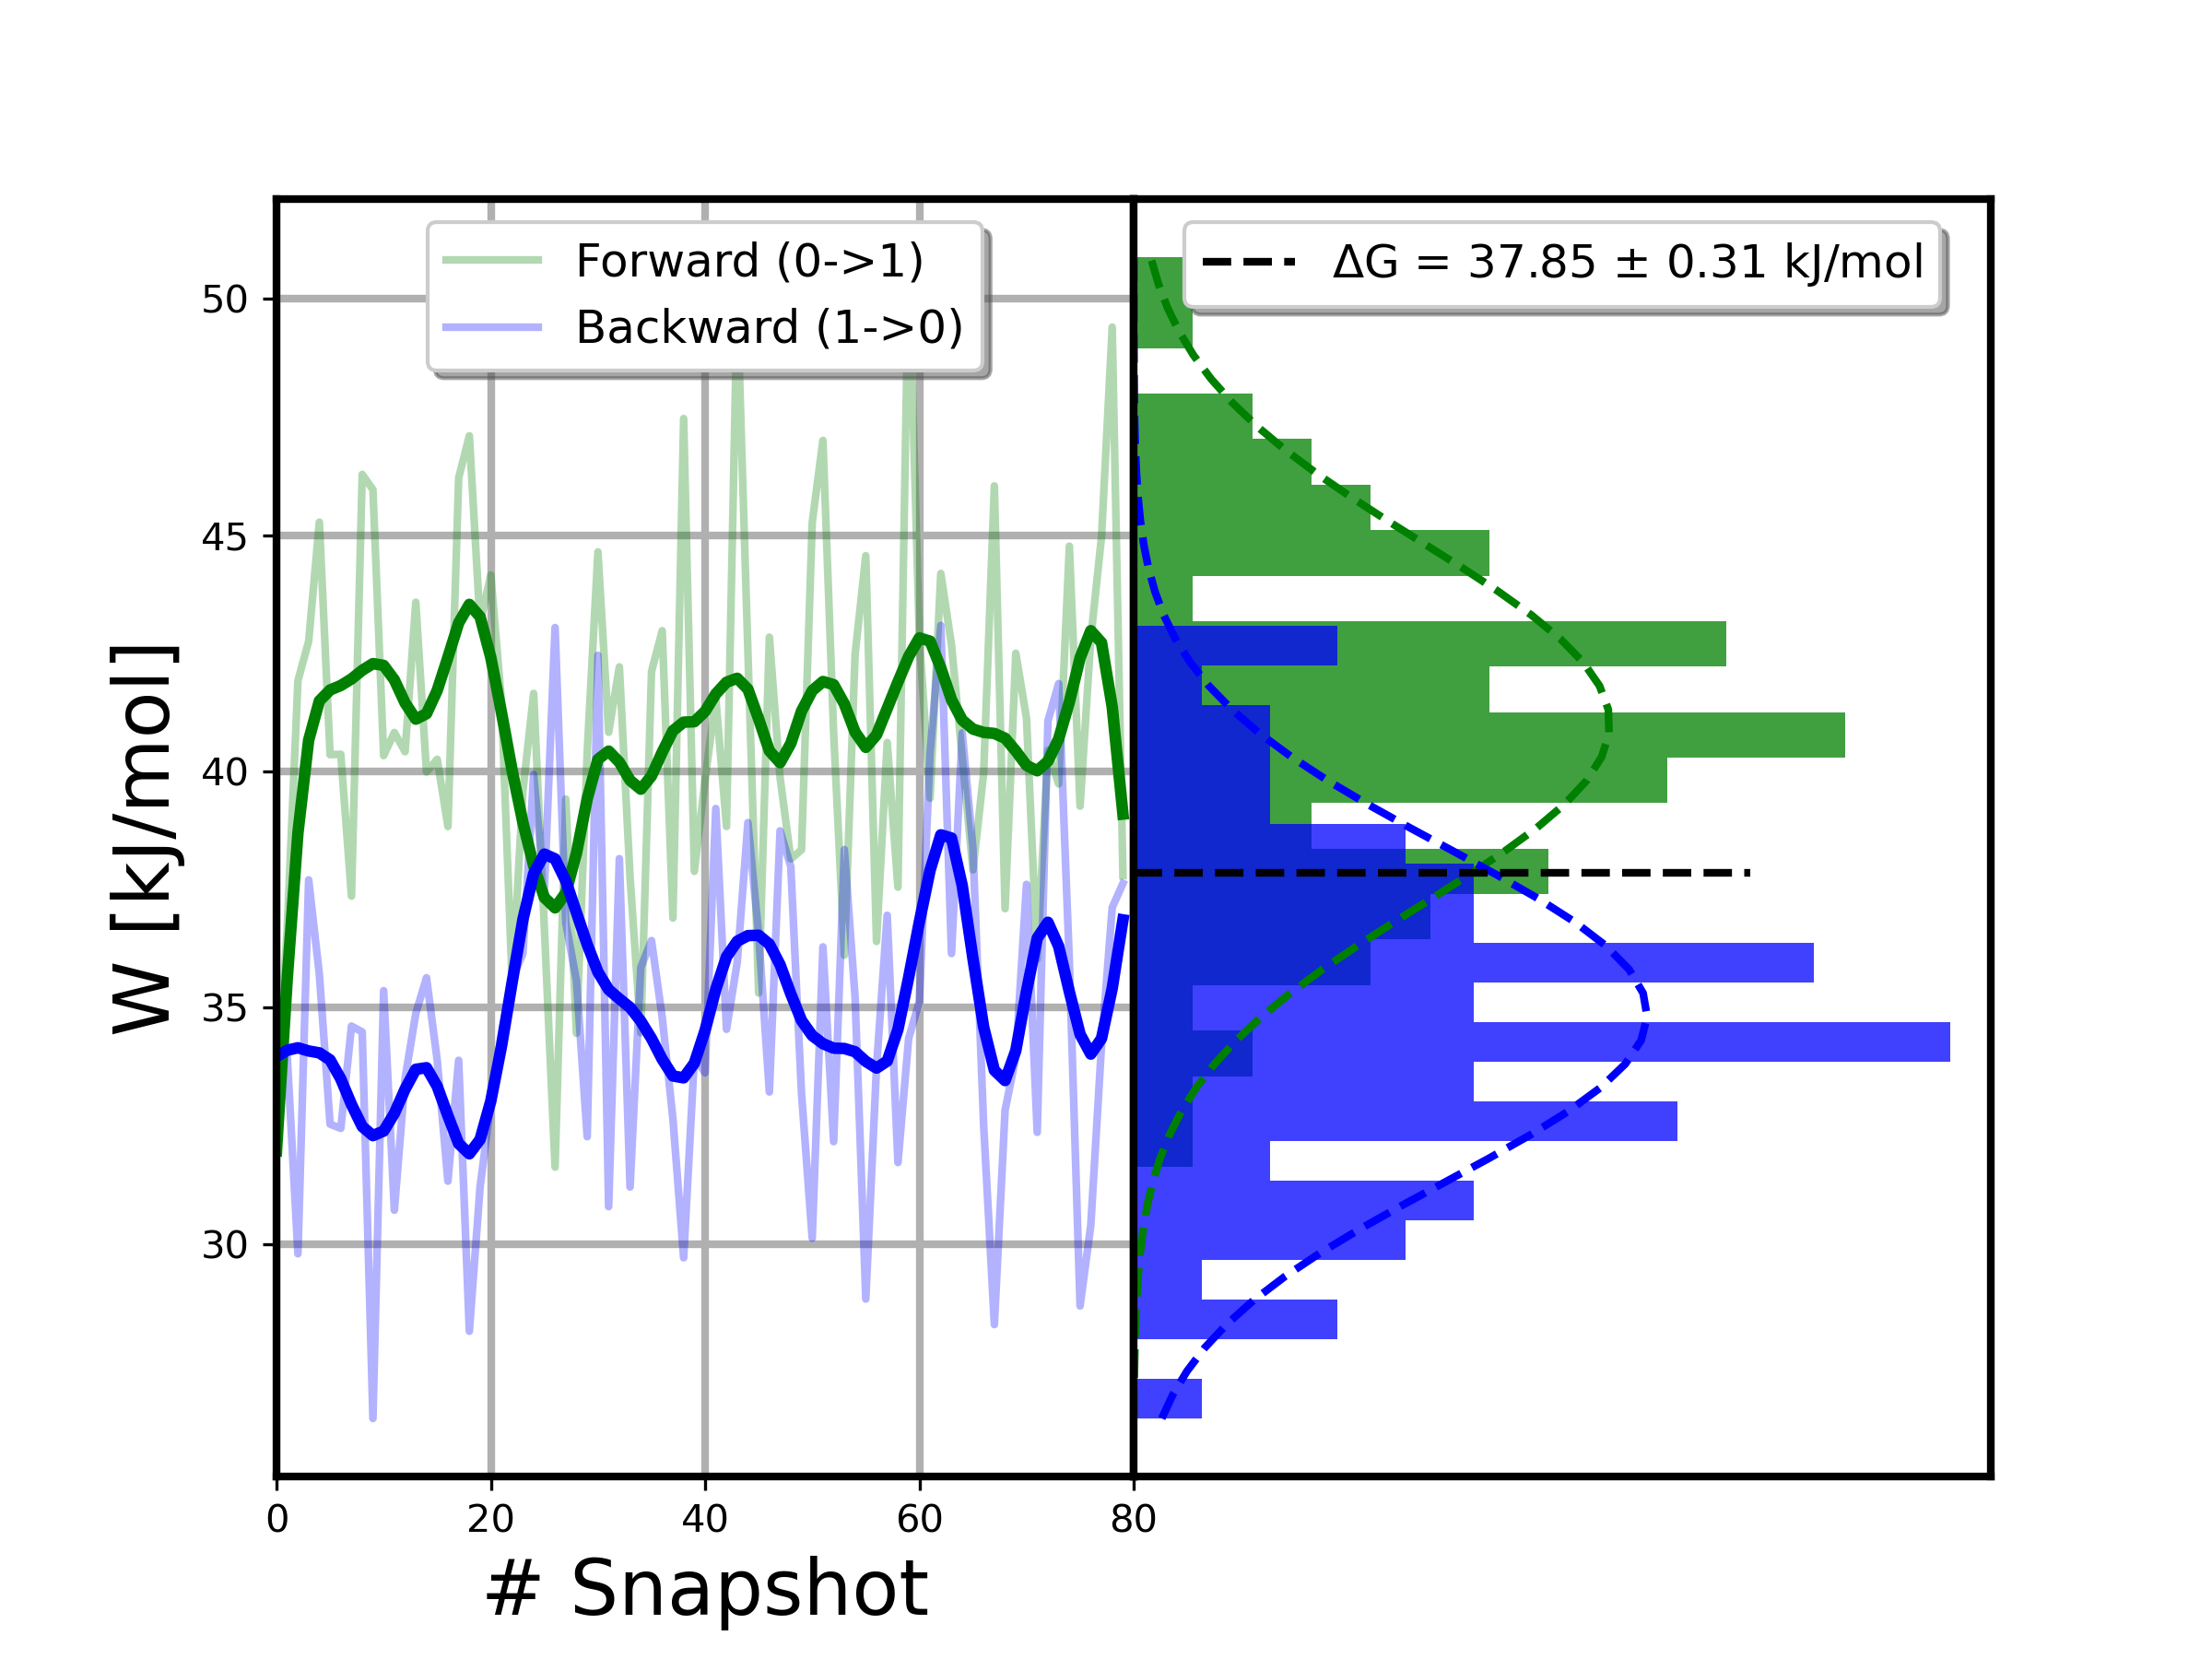 Forward (0->1)
Backward (1->0)
ΔG = 37.85 ± 0.31 kJ/mol
50
45
40
35
30
W [kJ/mol]
0
20
40
60
80
# Snapshot